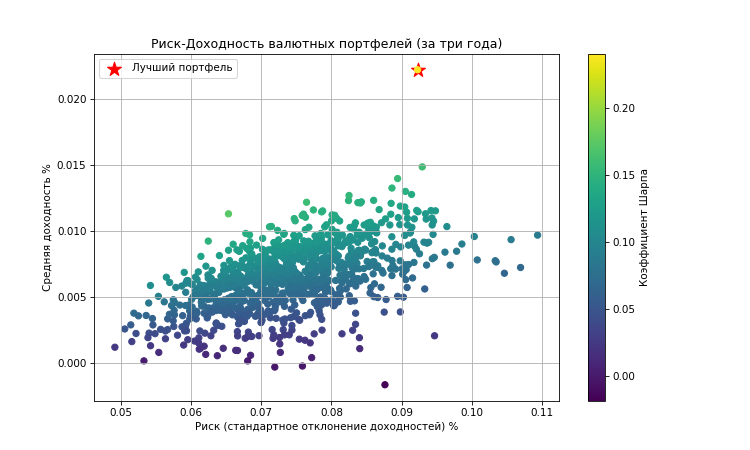 Риск-Доходность валютных портфелей (за три года)
Лучший портфель
Средняя доходность %
0.020
0.015
0.010
0.005
0.000
0.05 0.06 0.07 0.08 0.09 0.10 0.11
Риск (стандартное отклонение доходностей) %
0.20
0.15
0.10
0.05
0.00
Коэффициент Шарпа